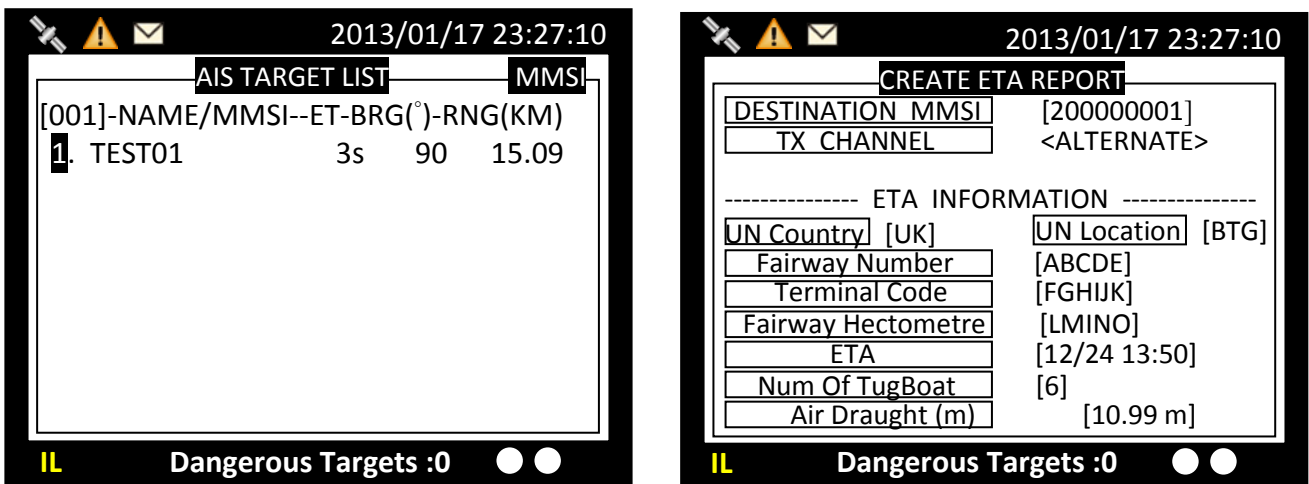 2013/01/17 23:27:10
AIS TARGET LIST MMSI
[001]-NAME/MMSI--ET-BRG(°)-RNG(KM)
1. TEST01 3s 90 15.09
IL Dangerous Targets :0
2013/01/17 23:27:10
CREATE ETA REPORT
DESTINATION MMSI [200000001]
TX CHANNEL <ALTERNATE>
--------------- ETA INFORMATION ---------------
UN Country [UK] UN Location [BTG]
Fairway Number [ABCDE]
Terminal Code [FGHIJK]
Fairway Hectometre [LMINO]
ETA [12/24 13:50]
Num Of TugBoat [6]
Air Draught (m) [10.99 m]
IL Dangerous Targets :0